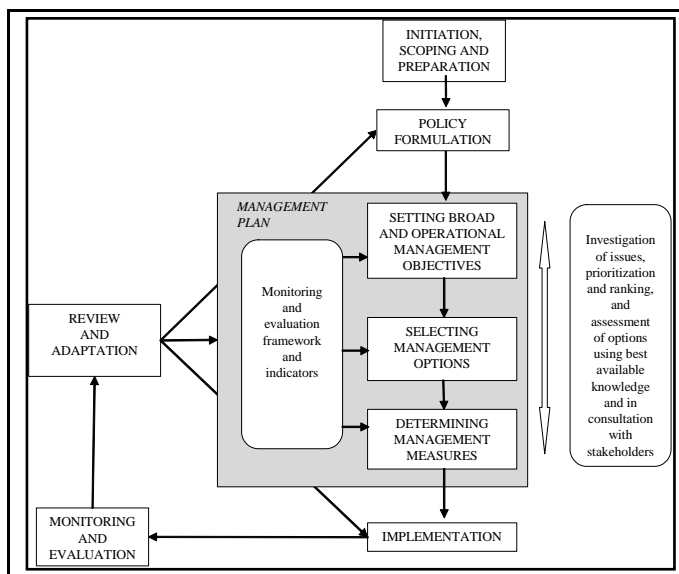 INITIATION,
SCOPING AND
PREPARATION
POLICY
FORMULATION
MANAGEMENT
PLAN
SETTING BROAD
AND OPERATIONAL
MANAGEMENT
OBJECTIVES
Monitoring
and
evaluation
framework
and
indicators
SELECTING
MANAGEMENT
OPTIONS
DETERMINING
MANAGEMENT
MEASURES
Investigation
of issues,
prioritization
and ranking,
and
assessment
of options
using best
available
knowledge
and in
consultation
with
stakeholders
REVIEW
AND
ADAPTATION
MONITORING
AND
EVALUATION
IMPLEMENTATION